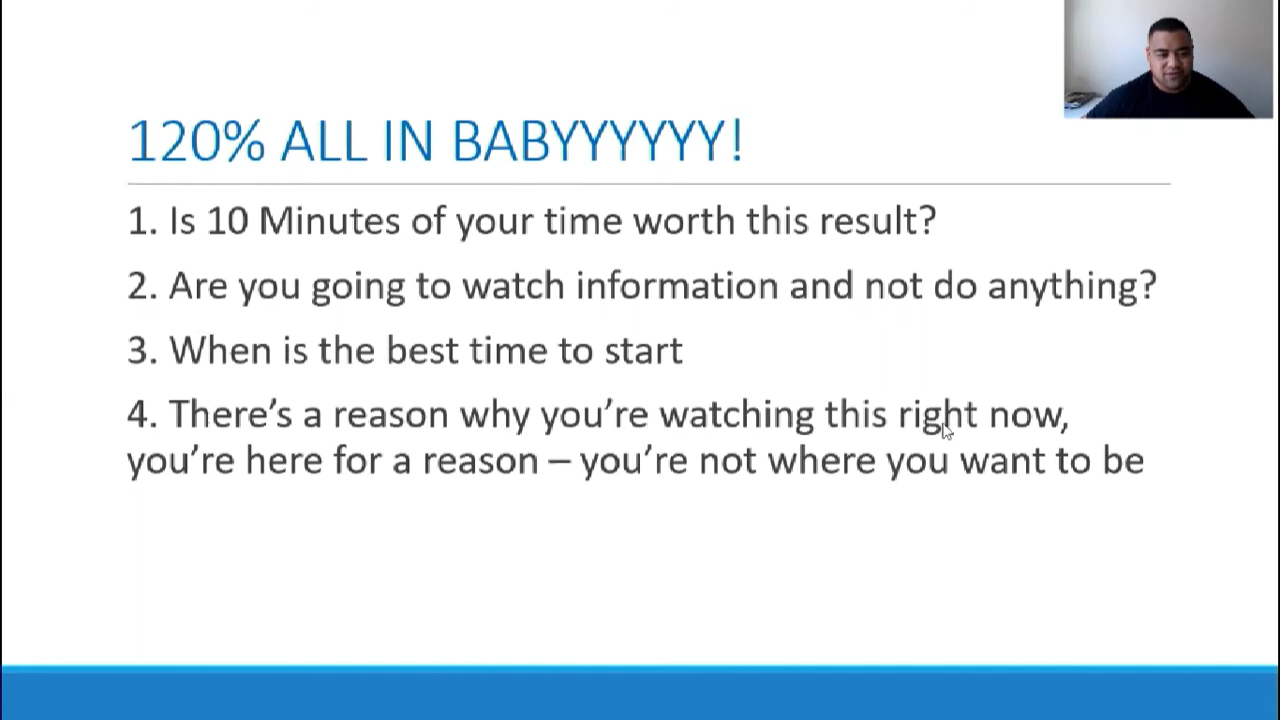 120% ALL IN BABYYYYYY!
1. Is 10 Minutes of your time worth this result?
2. Are you going to watch information and not do anything?
3. When is the best time to start
4. There’s a reason why you’re watching this right now,
you’re here for a reason – you’re not where you want to be